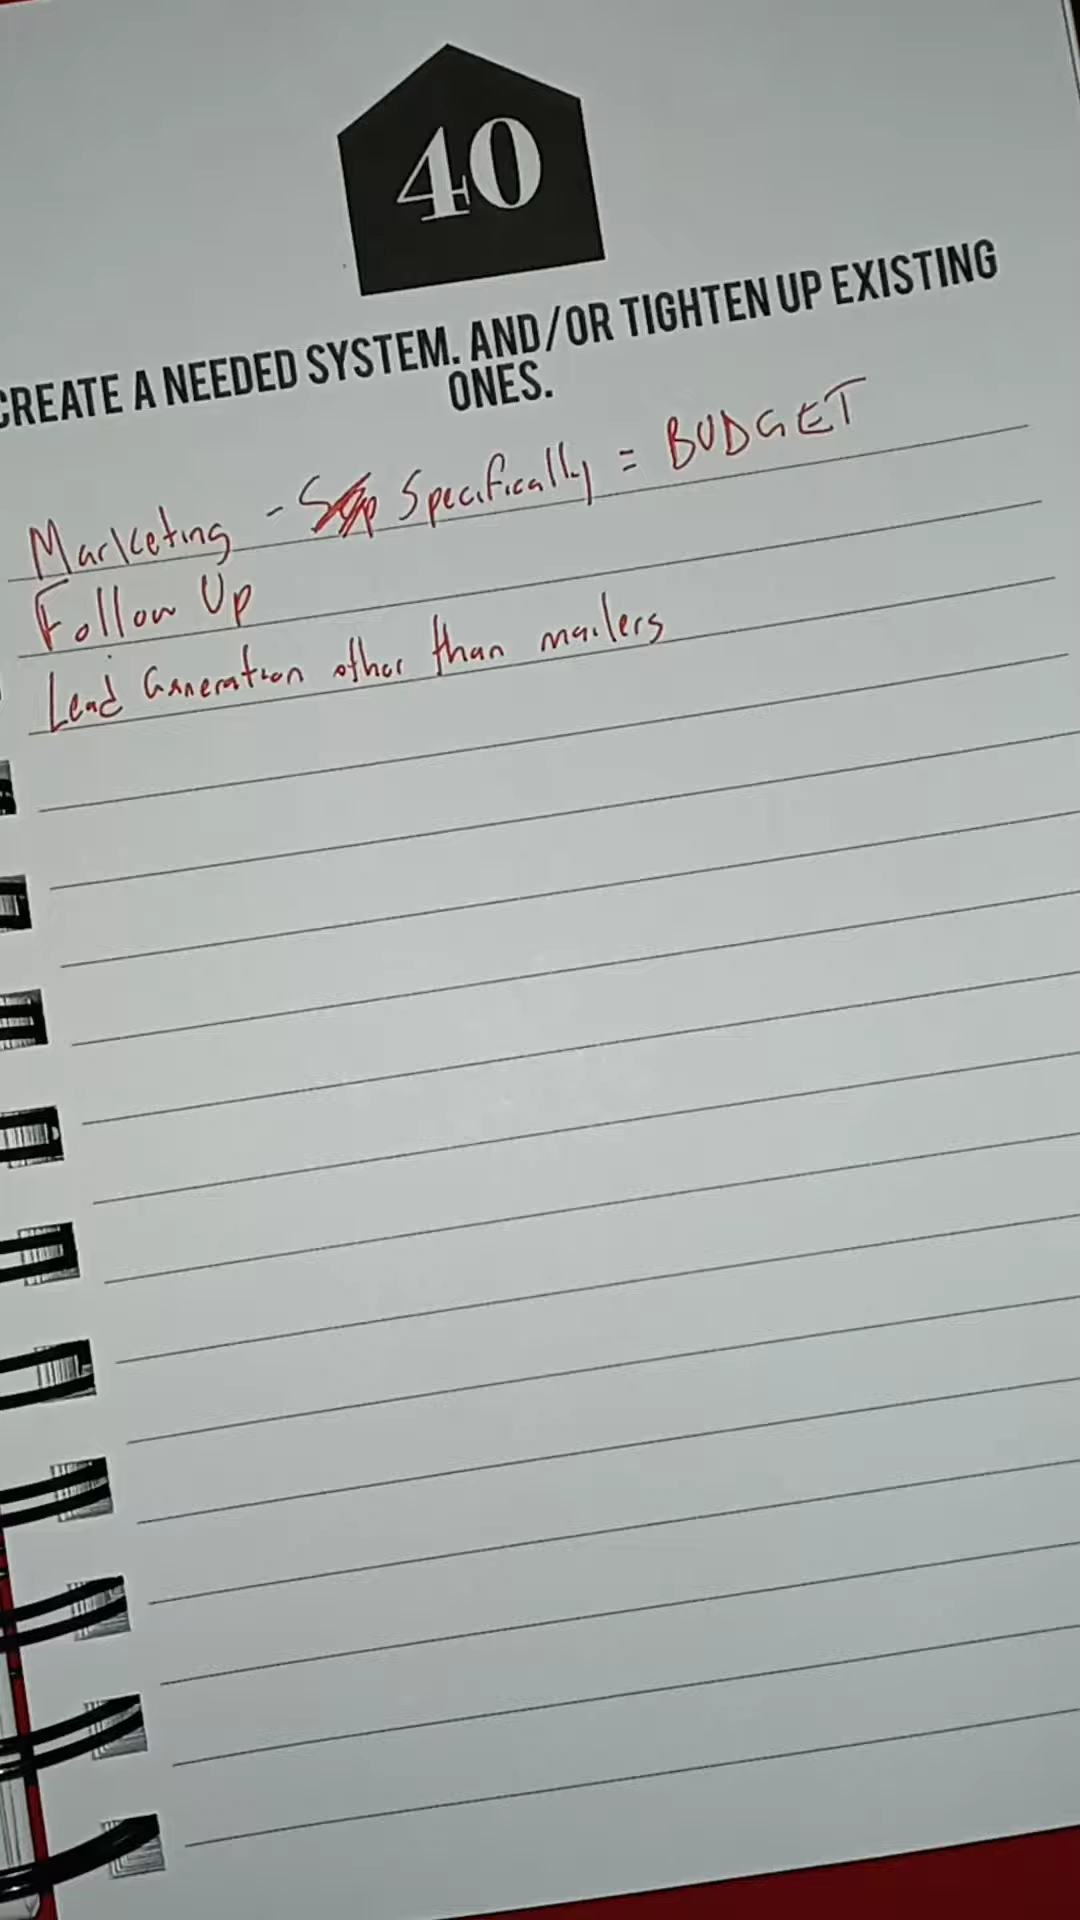 40
CREATE A NEEDED SYSTEM. AND/OR TIGHTEN UP EXISTING
ONES.
Marketing - Specifically = BUDGET
Follow Up
Lead Generation other than mailers